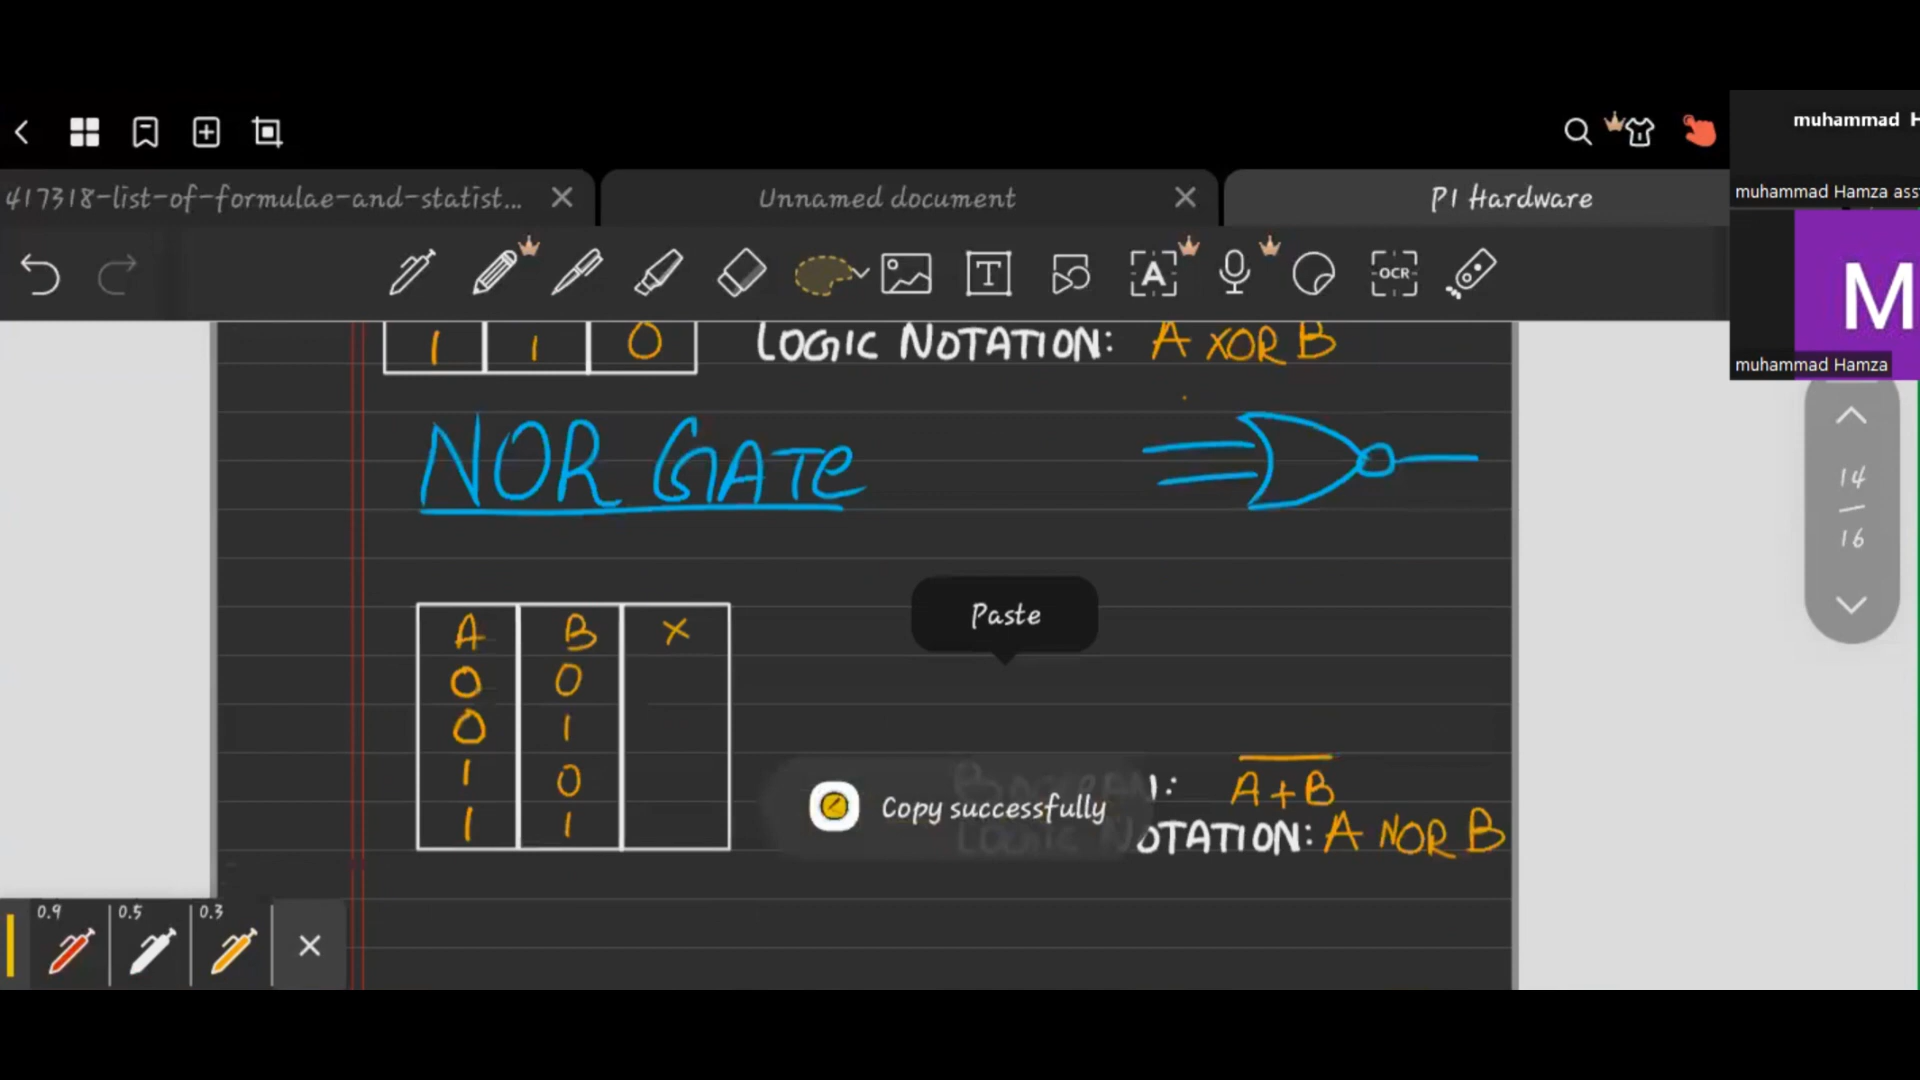 muhammad H
muhammad Hamza ass
417318-list-of-formulae-and-statist...
Unnamed document
P1 Hardware
T
A
OCR
M
muhammad Hamza
1 1 0
LOGIC NOTATION: A XOR B
NOR GATE
14
16
Paste
A B X
0 0
0 1
1 0
1 1
A+B
Copy successfully
NOTATION: A NOR B
0.9 0.5 0.3